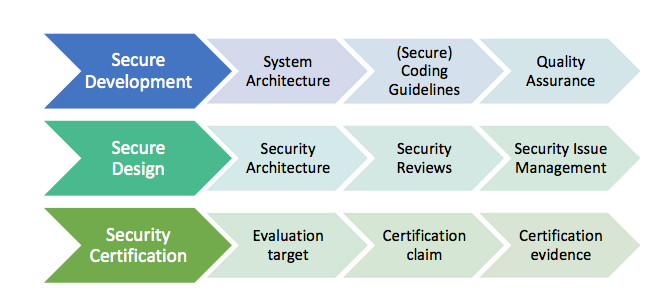 Secure
Development
System
Architecture
(Secure)
Coding
Guidelines
Quality
Assurance
Secure
Design
Security
Architecture
Security
Reviews
Security Issue
Management
Security
Certification
Evaluation
target
Certification
claim
Certification
evidence